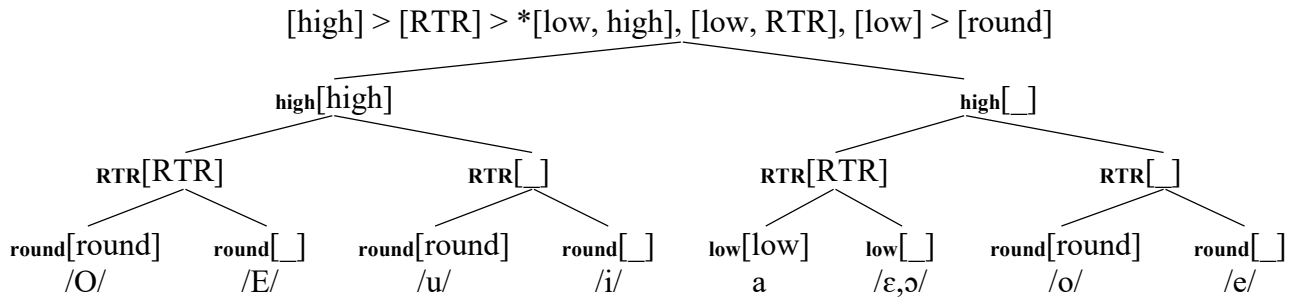 [high] > [RTR] > *[low, high], [low, RTR], [low] > [round]
high[high] high[_]
RTR[RTR] RTR[_] RTR[RTR] RTR[_]
round[round] round[_] round[round] round[_] low[low] low[_] round[round] round[_]
/O/ /E/ /u/ /i/ a /ɛ,ɔ/ /o/ /e/